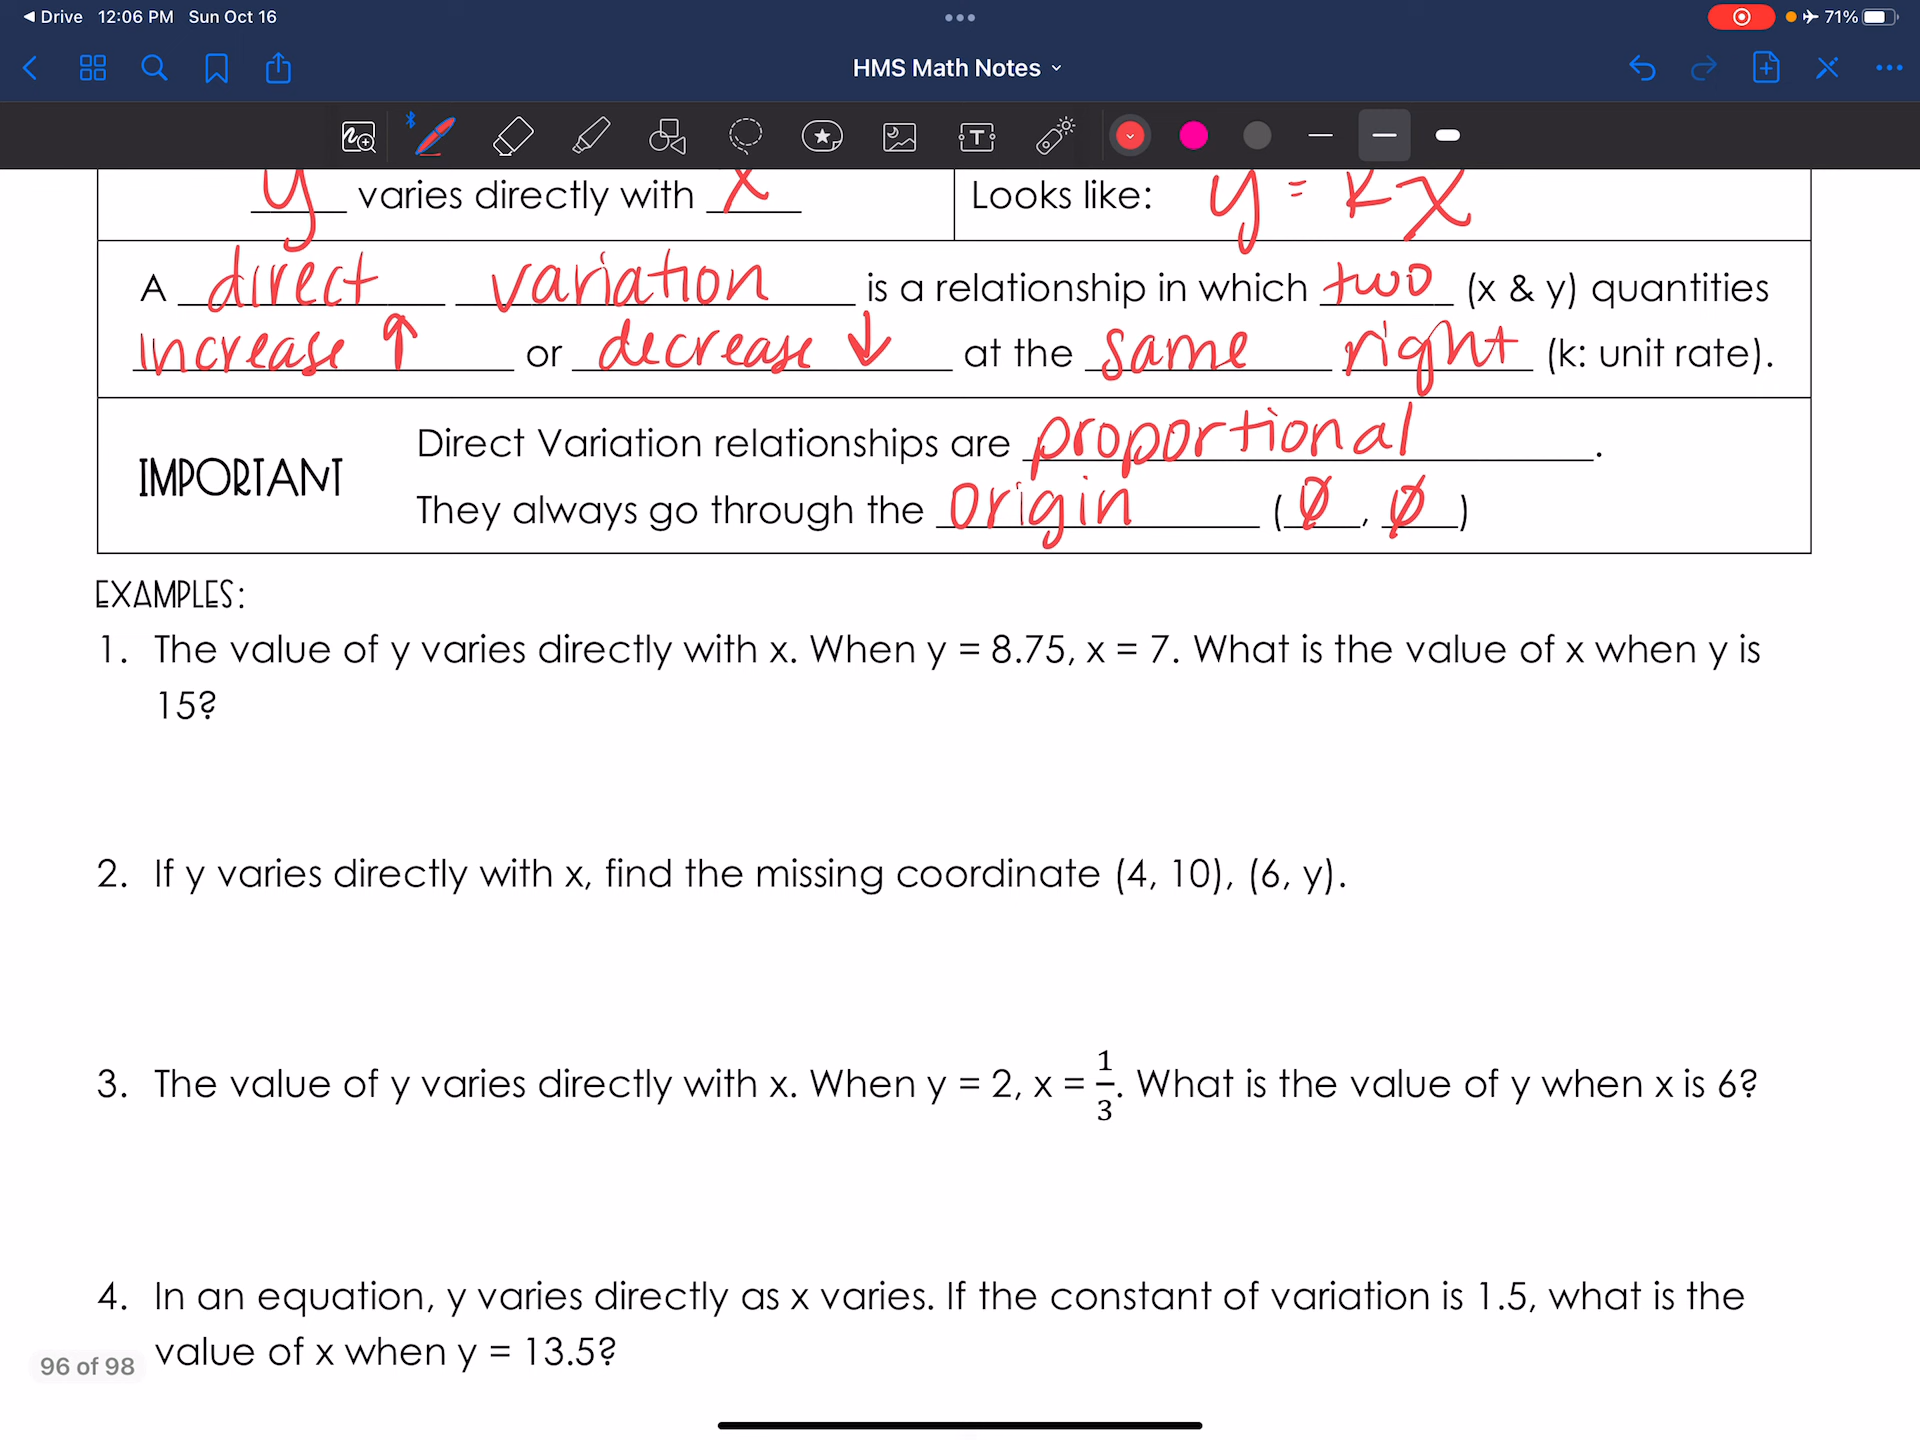 Drive 12:06 PM Sun Oct 16
71%
HMS Math Notes
T
y varies directly with x
Looks like: y = kx
A direct variation is a relationship in which two (x & y) quantities
increase ↑ or decrease ↓ at the same right (k: unit rate).
IMPORTANT
Direct Variation relationships are proportional.
They always go through the origin (0, 0)
EXAMPLES:
1. The value of y varies directly with x. When y = 8.75, x = 7. What is the value of x when y is
15?
2. If y varies directly with x, find the missing coordinate (4, 10), (6, y).
3. The value of y varies directly with x. When y = 2, x = 1/3. What is the value of y when x is 6?
4. In an equation, y varies directly as x varies. If the constant of variation is 1.5, what is the
value of x when y = 13.5?
96 of 98